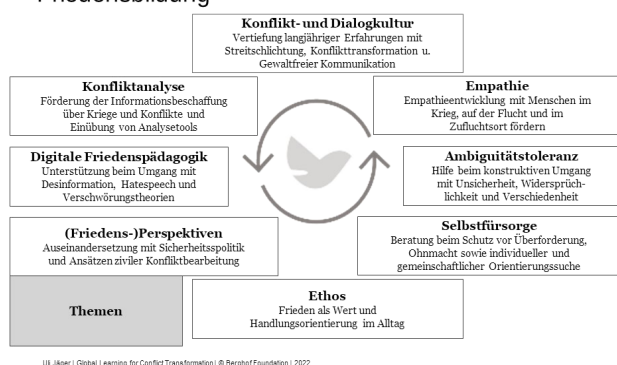 Friedensbildung
Konflikt- und Dialogkultur
Vertiefung langjähriger Erfahrungen mit
Streitschlichtung, Konflikttransformation u.
Gewaltfreier Kommunikation
Konfliktanalyse
Förderung der Informationsbeschaffung
über Kriege und Konflikte und
Einübung von Analysetools
Empathie
Empathieentwicklung mit Menschen im
Krieg, auf der Flucht und im
Zufluchtsort fördern
Digitale Friedenspädagogik
Unterstützung beim Umgang mit
Desinformation, Hatespeech und
Verschwörungstheorien
Ambiguitätstoleranz
Hilfe beim konstruktiven Umgang
mit Unsicherheit, Widersprüch-
lichkeit und Verschiedenheit
(Friedens-)Perspektiven
Auseinandersetzung mit Sicherheitspolitik
und Ansätzen ziviler Konfliktbearbeitung
Selbstfürsorge
Beratung beim Schutz vor Überforderung,
Ohnmacht sowie individueller und
gemeinschaftlicher Orientierungssuche
Themen
Ethos
Frieden als Wert und
Handlungsorientierung im Alltag
Uli Jäger | Global Learning for Conflict Transformation | © Berghof Foundation | 2022